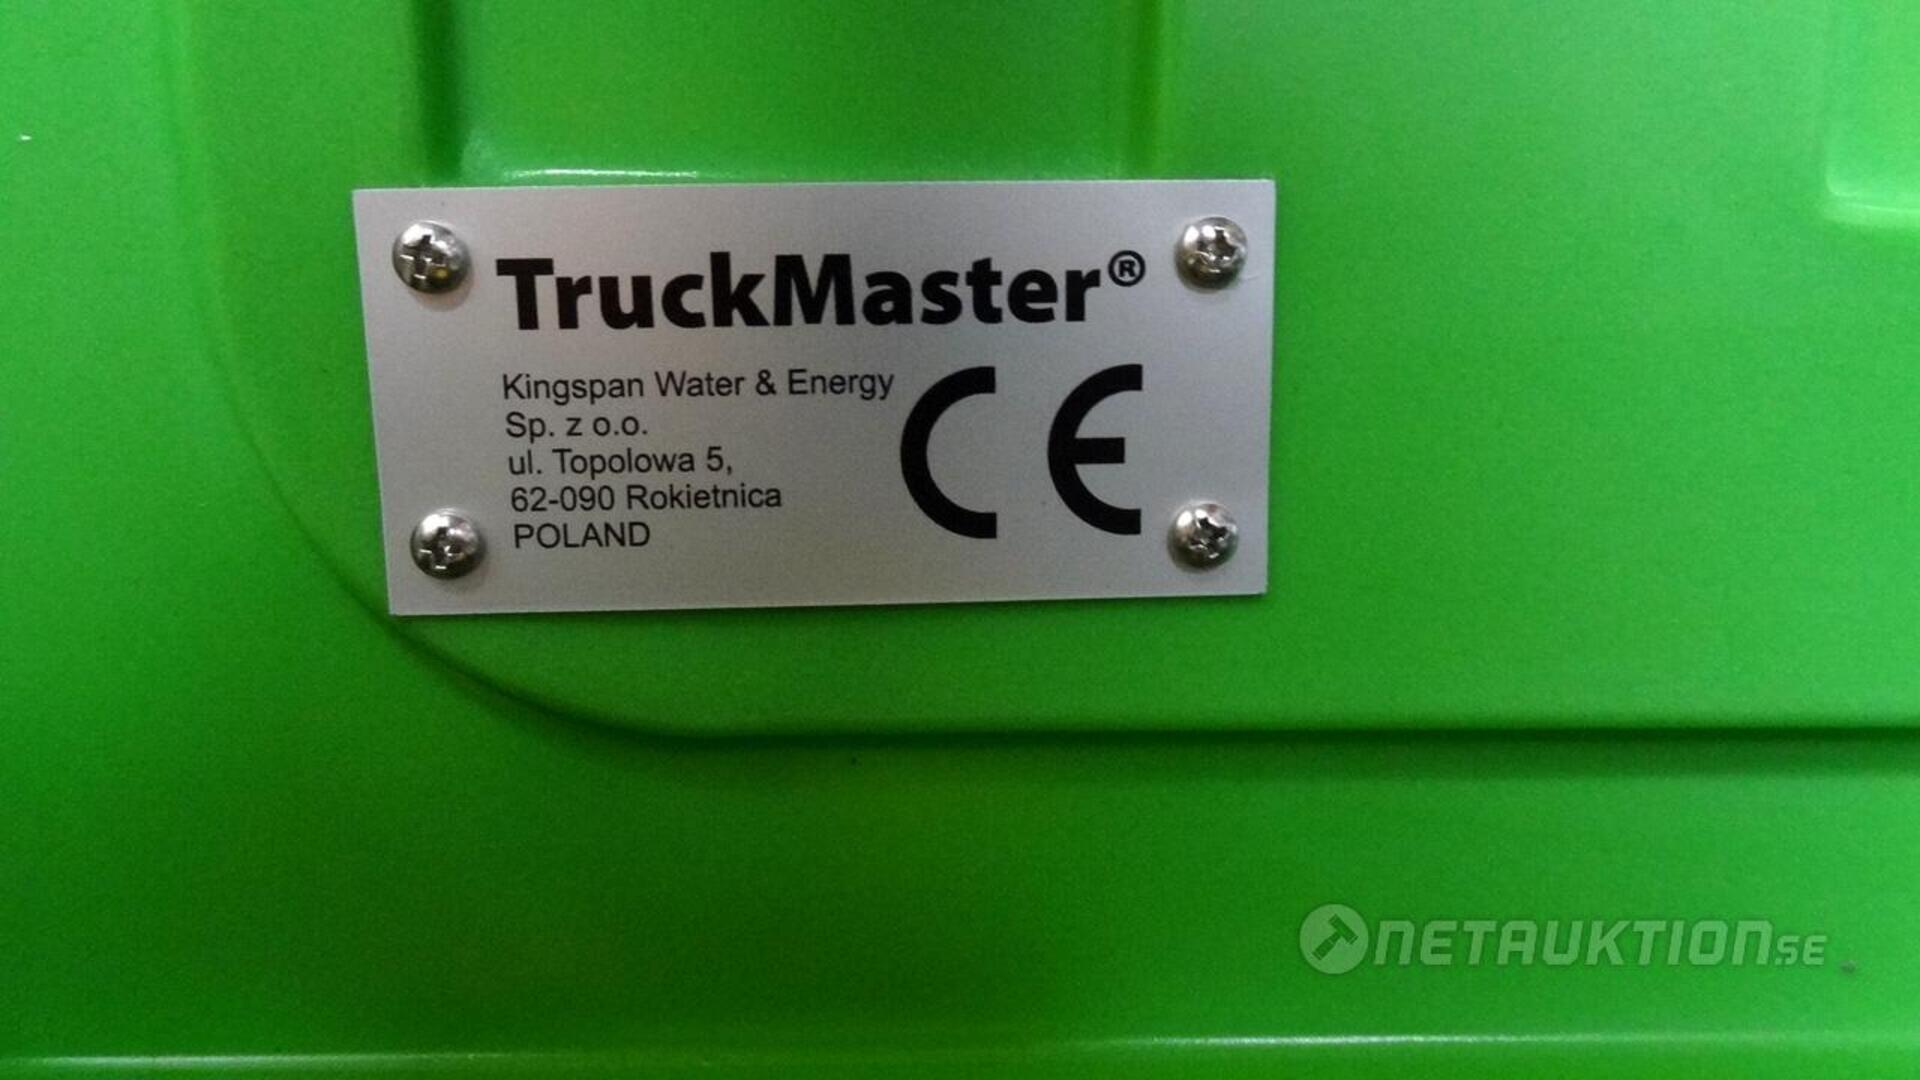 TruckMaster®
Kingspan Water & Energy
Sp. z o.o.
ul. Topolowa 5,
62-090 Rokietnica
POLAND
CE
NETAUKTION.SE